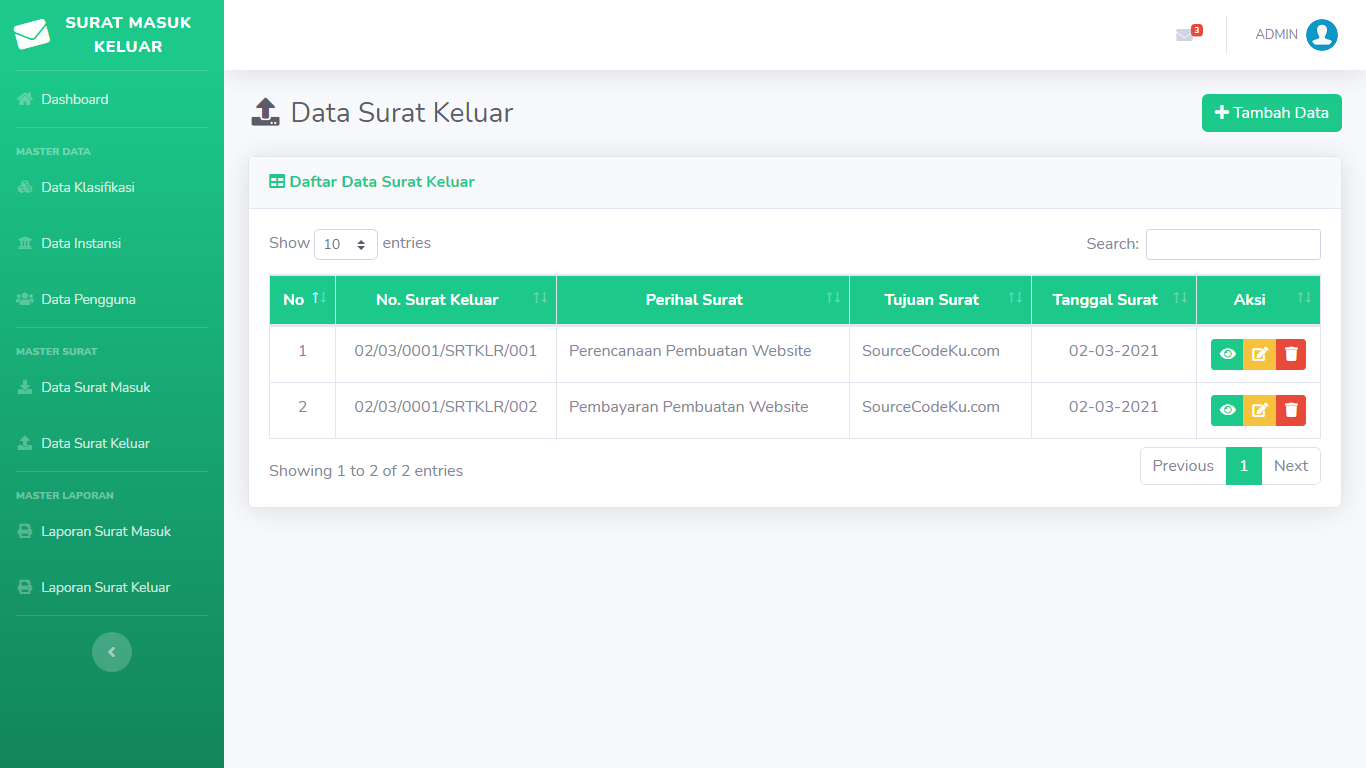 SURAT MASUK
KELUAR
Dashboard
MASTER DATA
Data Klasifikasi
Data Instansi
Data Pengguna
MASTER SURAT
Data Surat Masuk
Data Surat Keluar
MASTER LAPORAN
Laporan Surat Masuk
Laporan Surat Keluar
3
ADMIN
Data Surat Keluar
Tambah Data
Daftar Data Surat Keluar
Show 10 entries
Search:
No No. Surat Keluar Perihal Surat Tujuan Surat Tanggal Surat Aksi
1 02/03/0001/SRTKLR/001 Perencanaan Pembuatan Website SourceCodeKu.com 02-03-2021
2 02/03/0001/SRTKLR/002 Pembayaran Pembuatan Website SourceCodeKu.com 02-03-2021
Showing 1 to 2 of 2 entries
Previous 1 Next